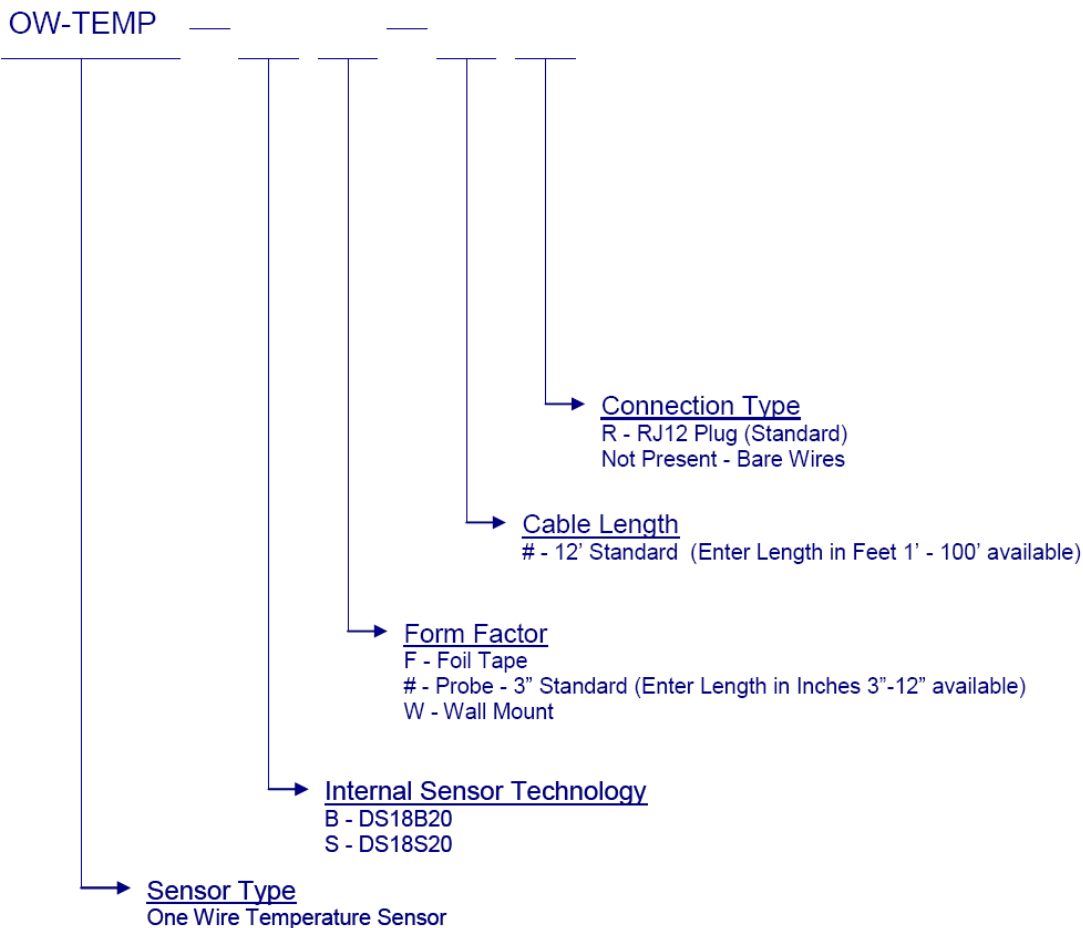 OW-TEMP
Connection Type
R - RJ12 Plug (Standard)
Not Present - Bare Wires
Cable Length
# - 12’ Standard  (Enter Length in Feet 1’ - 100’ available)
Form Factor
F - Foil Tape
# - Probe - 3” Standard (Enter Length in Inches 3”-12” available)
W - Wall Mount
Internal Sensor Technology
B - DS18B20
S - DS18S20
Sensor Type
One Wire Temperature Sensor